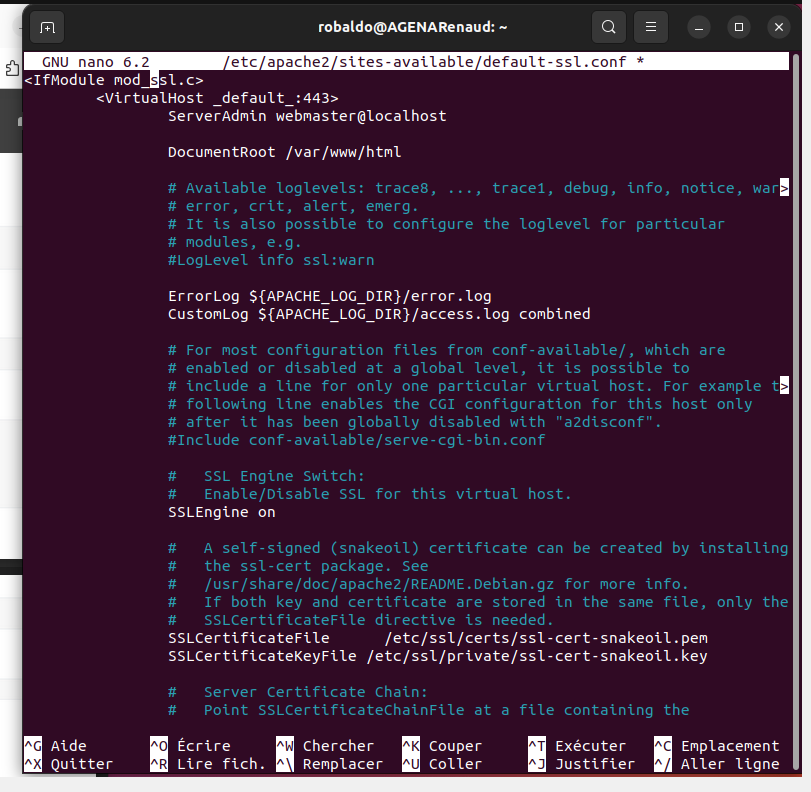 robaldo@AGENARenaud: ~
GNU nano 6.2 /etc/apache2/sites-available/default-ssl.conf *
<IfModule mod_ssl.c>
<VirtualHost _default_:443>
ServerAdmin webmaster@localhost
DocumentRoot /var/www/html
# Available loglevels: trace8, ..., trace1, debug, info, notice, war>
# error, crit, alert, emerg.
# It is also possible to configure the loglevel for particular
# modules, e.g.
#LogLevel info ssl:warn
ErrorLog ${APACHE_LOG_DIR}/error.log
CustomLog ${APACHE_LOG_DIR}/access.log combined
# For most configuration files from conf-available/, which are
# enabled or disabled at a global level, it is possible to
# include a line for only one particular virtual host. For example t>
# following line enables the CGI configuration for this host only
# after it has been globally disabled with "a2disconf".
#Include conf-available/serve-cgi-bin.conf
# SSL Engine Switch:
# Enable/Disable SSL for this virtual host.
SSLEngine on
# A self-signed (snakeoil) certificate can be created by installing
# the ssl-cert package. See
# /usr/share/doc/apache2/README.Debian.gz for more info.
# If both key and certificate are stored in the same file, only the
# SSLCertificateFile directive is needed.
SSLCertificateFile /etc/ssl/certs/ssl-cert-snakeoil.pem
SSLCertificateKeyFile /etc/ssl/private/ssl-cert-snakeoil.key
# Server Certificate Chain:
# Point SSLCertificateChainFile at a file containing the
^G Aide ^O Écrire ^W Chercher ^K Couper ^T Exécuter ^C Emplacement
^X Quitter ^R Lire fich. ^\ Remplacer ^U Coller ^J Justifier ^/ Aller ligne